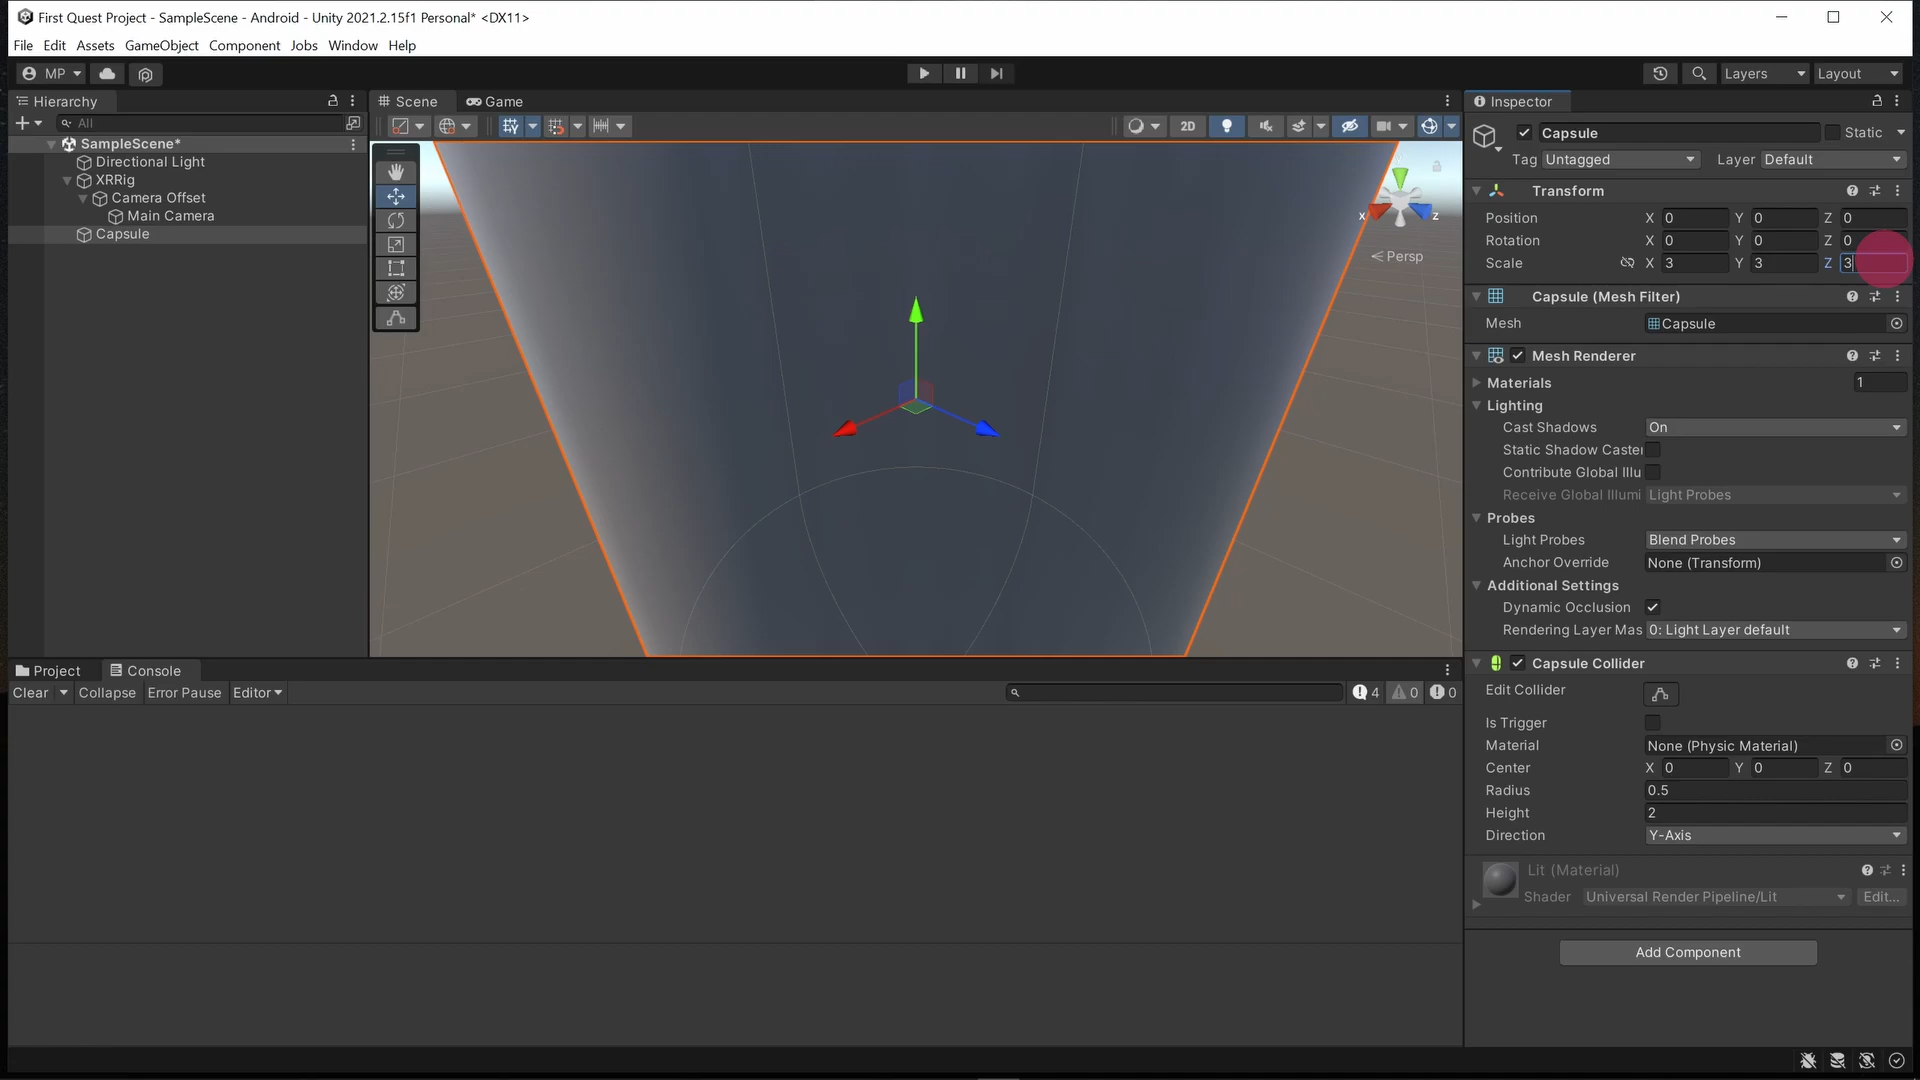 First Quest Project - SampleScene - Android - Unity 2021.2.15f1 Personal* <DX11>
File Edit Assets GameObject Component Jobs Window Help
MP Layers Layout
Hierarchy
All
SampleScene*
Directional Light
XRRig
Camera Offset
Main Camera
Capsule
Scene Game
2D
X Z
Persp
Project Console
Clear Collapse Error Pause Editor 4 0 0
Inspector
Capsule Static
Tag Untagged Layer Default
Transform
Position X 0 Y 0 Z 0
Rotation X 0 Y 0 Z 0
Scale X 3 Y 3 Z 3
Capsule (Mesh Filter)
Mesh Capsule
Mesh Renderer
Materials 1
Lighting
Cast Shadows On
Static Shadow Caster
Contribute Global Illu
Receive Global Illumi Light Probes
Probes
Light Probes Blend Probes
Anchor Override None (Transform)
Additional Settings
Dynamic Occlusion
Rendering Layer Mas 0: Light Layer default
Capsule Collider
Edit Collider
Is Trigger
Material None (Physic Material)
Center X 0 Y 0 Z 0
Radius 0.5
Height 2
Direction Y-Axis
Lit (Material)
Shader Universal Render Pipeline/Lit Edit...
Add Component